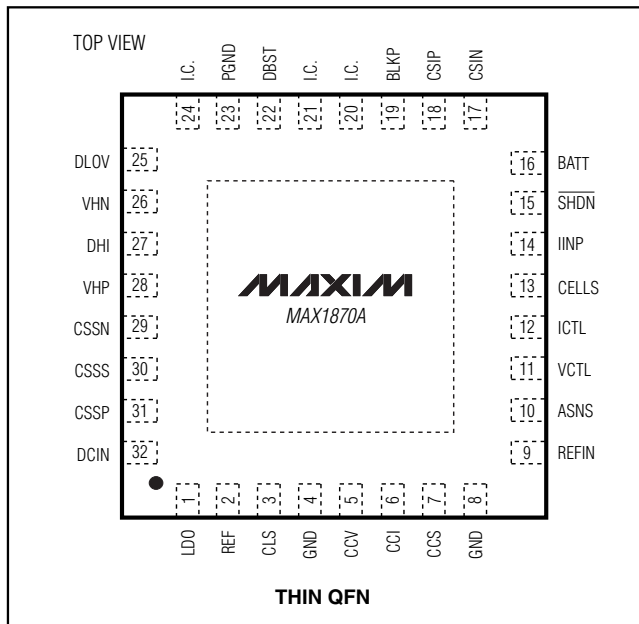 TOP VIEW
I.C. PGND DBST I.C. I.C. BLKP CSIP CSIN
24 23 22 21 20 19 18 17
DLOV 25
VHN 26
DHI 27
VHP 28
CSSN 29
CSSS 30
CSSP 31
DCIN 32
MAXIM
MAX1870A
16 BATT
15 SHDN
14 IINP
13 CELLS
12 ICTL
11 VCTL
10 ASNS
9 REFIN
1 2 3 4 5 6 7 8
LDO REF CLS GND CCV CCI CCS GND
THIN QFN